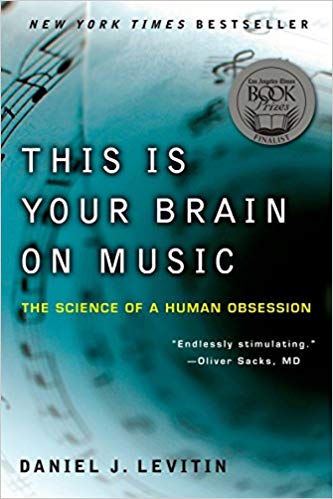 NEW YORK TIMES BESTSELLER
Los Angeles Times
BOOK
Prizes
FINALIST
THIS IS
YOUR BRAIN
ON MUSIC
THE SCIENCE OF A HUMAN OBSESSION
"Endlessly stimulating."
—Oliver Sacks, MD
DANIEL J. LEVITIN